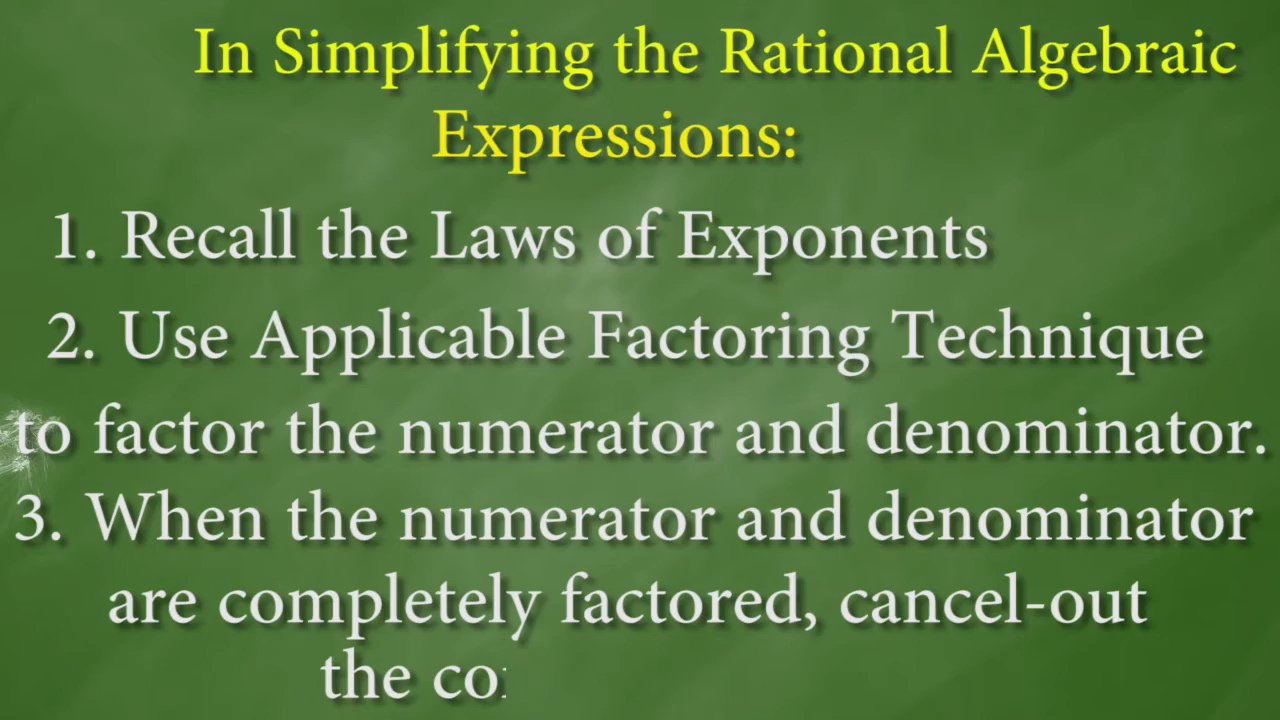 In Simplifying the Rational Algebraic
Expressions:
1. Recall the Laws of Exponents
2. Use Applicable Factoring Technique
to factor the numerator and denominator.
3. When the numerator and denominator
are completely factored, cancel-out
the